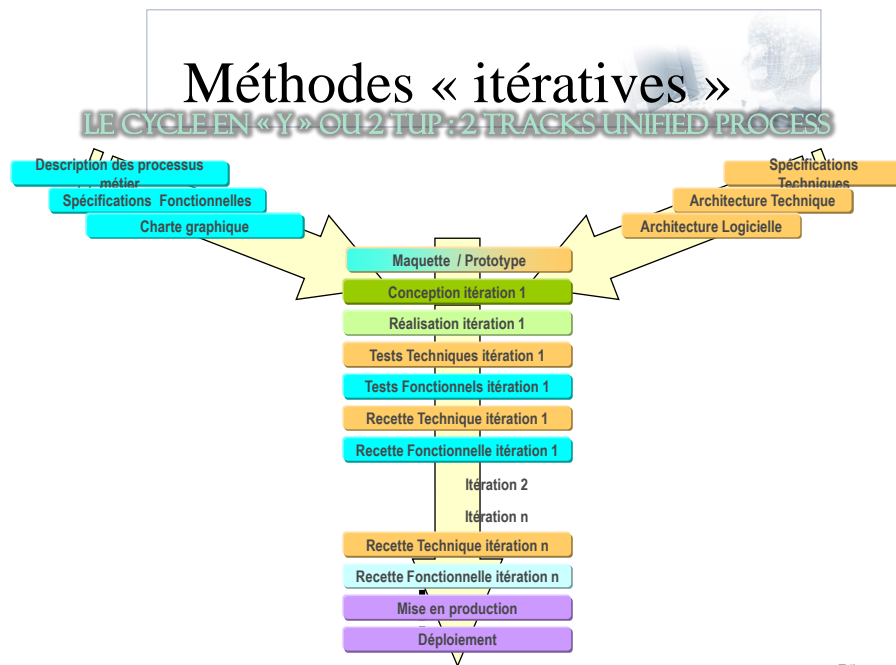 Méthodes « itératives »
LE CYCLE EN « Y » OU 2 TUP : 2 TRACKS UNIFIED PROCESS
Description des processus
métier
Spécifications Fonctionnelles
Charte graphique
Spécifications
Techniques
Architecture Technique
Architecture Logicielle
Maquette / Prototype
Conception itération 1
Réalisation itération 1
Tests Techniques itération 1
Tests Fonctionnels itération 1
Recette Technique itération 1
Recette Fonctionnelle itération 1
Itération 2
Itération n
Recette Technique itération n
Recette Fonctionnelle itération n
Mise en production
Déploiement